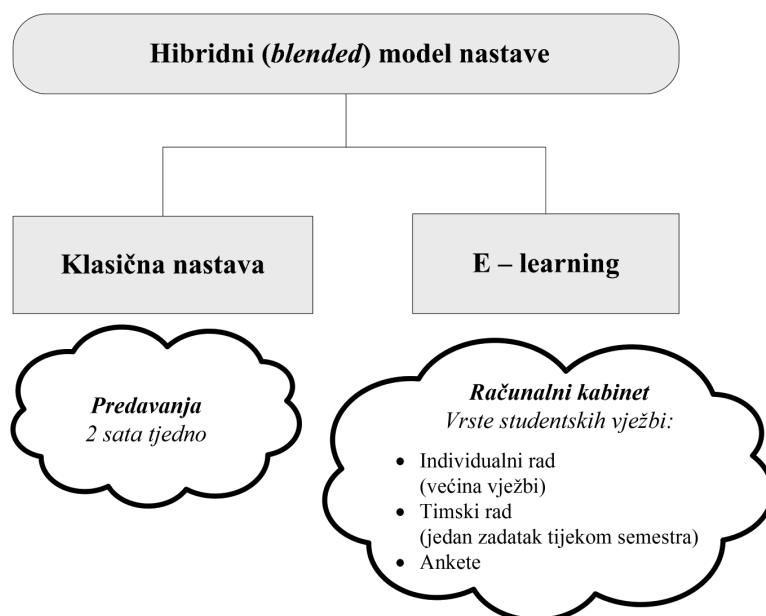 Hibridni (blended) model nastave
Klasična nastava
E – learning
Predavanja
2 sata tjedno
Računalni kabinet
Vrste studentskih vježbi:
• Individualni rad
(većina vježbi)
• Timski rad
(jedan zadatak tijekom semestra)
• Ankete